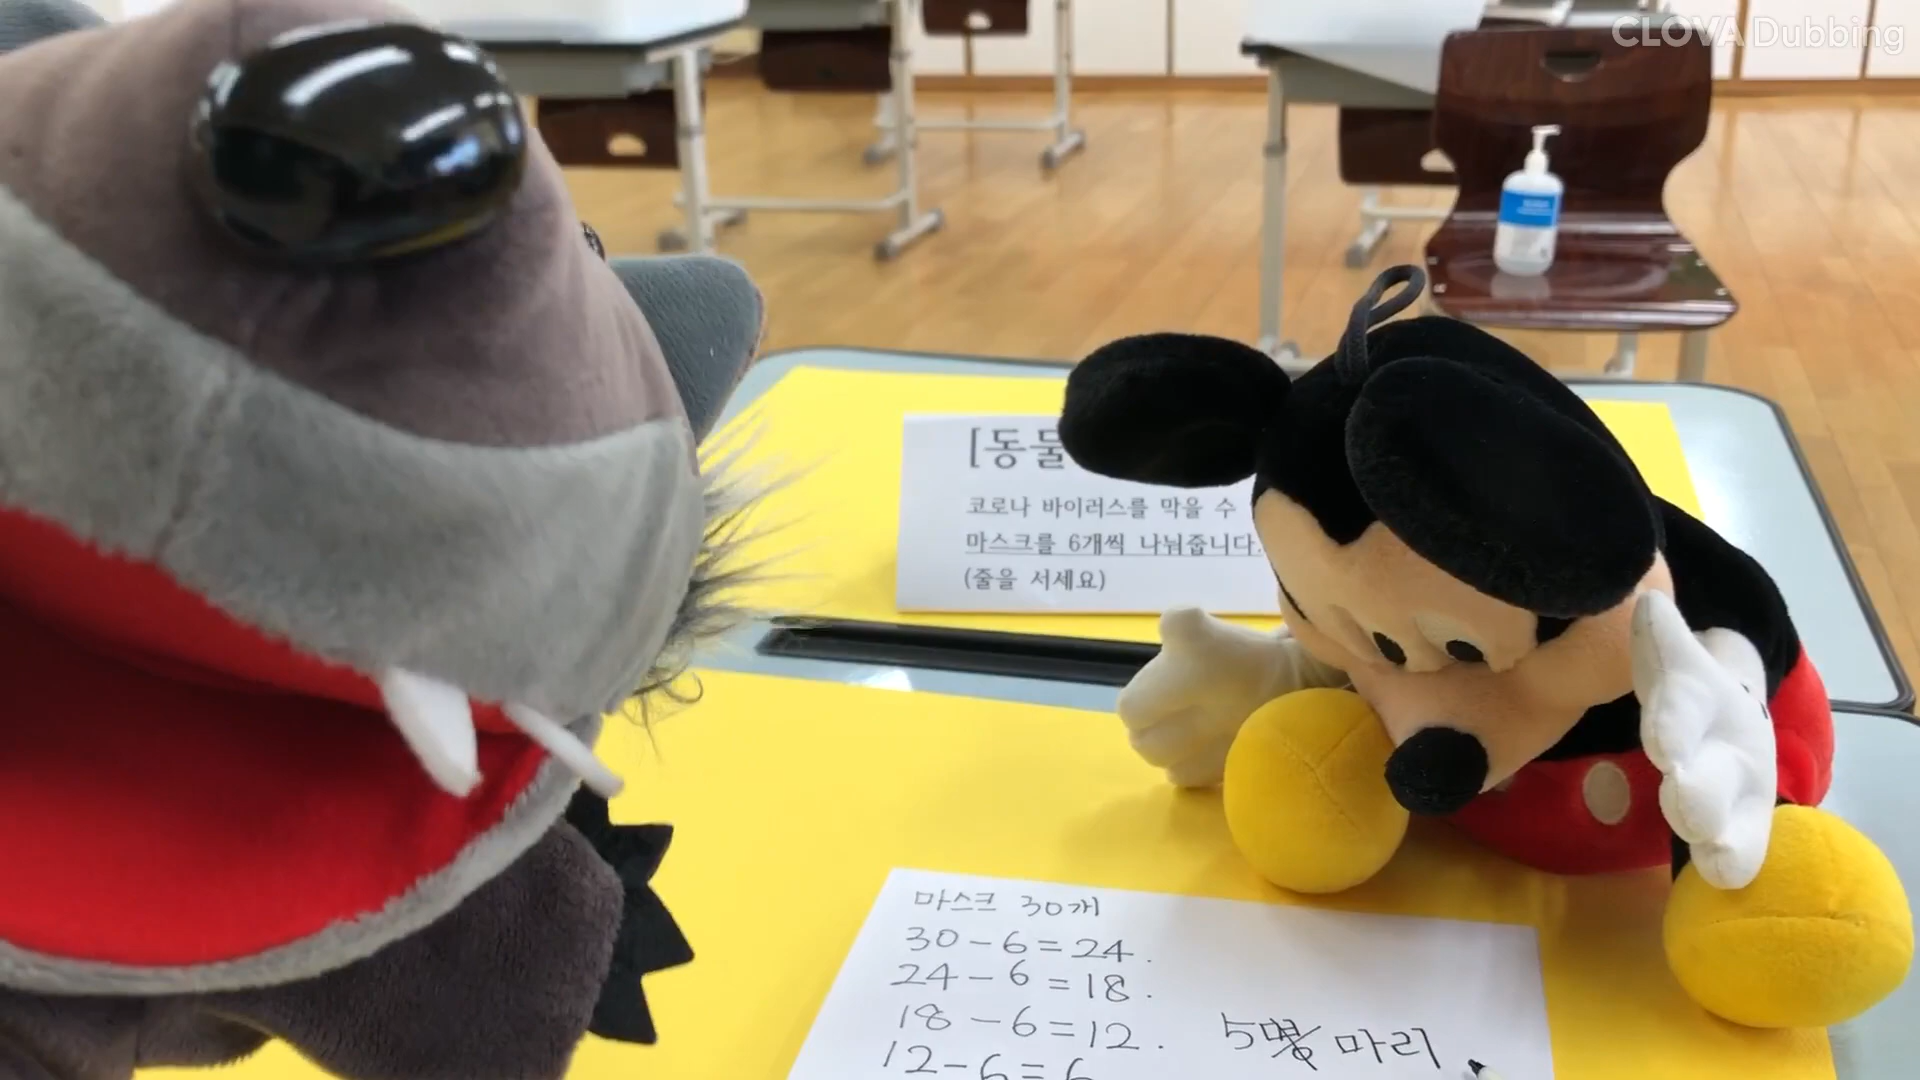 CLOVA Dubbing
[동물
코로나 바이러스를 막을 수
마스크를 6개씩 나눠줍니다.
(줄을 서세요)
마스크 30개
30-6=24.
24-6=18.
18-6=12.
5명 마리
12-6=6